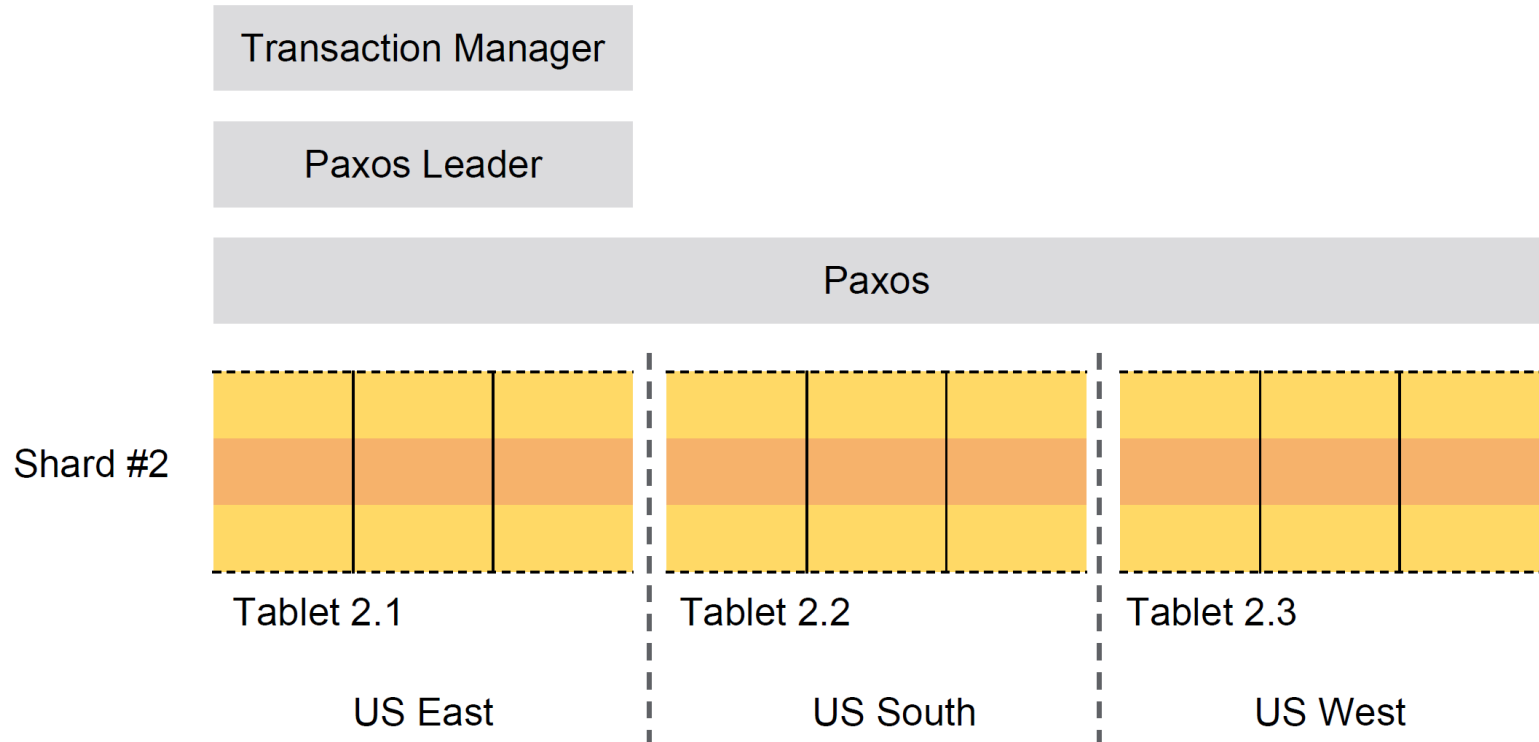 Transaction Manager
Paxos Leader
Paxos
Shard #2
Tablet 2.1
Tablet 2.2
Tablet 2.3
US East
US South
US West